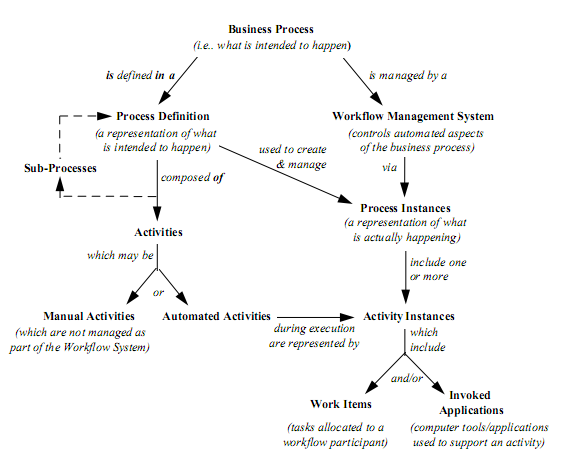 Business Process
(i.e.. what is intended to happen)
is defined in a
is managed by a
Process Definition
(a representation of what
is intended to happen)
Workflow Management System
(controls automated aspects
of the business process)
used to create
& manage
via
Sub-Processes
composed of
Process Instances
(a representation of what
is actually happening)
Activities
which may be
include one
or more
or
Manual Activities
(which are not managed as
part of the Workflow System)
Automated Activities
during execution
are represented by
Activity Instances
which
include
and/or
Work Items
(tasks allocated to a
workflow participant)
Invoked
Applications
(computer tools/applications
used to support an activity)